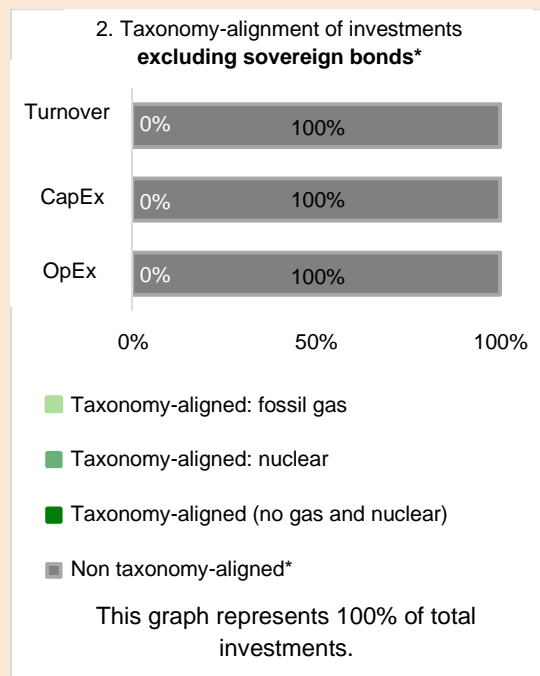 2. Taxonomy-alignment of investments
excluding sovereign bonds*
Turnover
0%
100%
CapEx
0%
100%
OpEx
0%
100%
0%
50%
100%
Taxonomy-aligned: fossil gas
Taxonomy-aligned: nuclear
Taxonomy-aligned (no gas and nuclear)
Non taxonomy-aligned*
This graph represents 100% of total
investments.